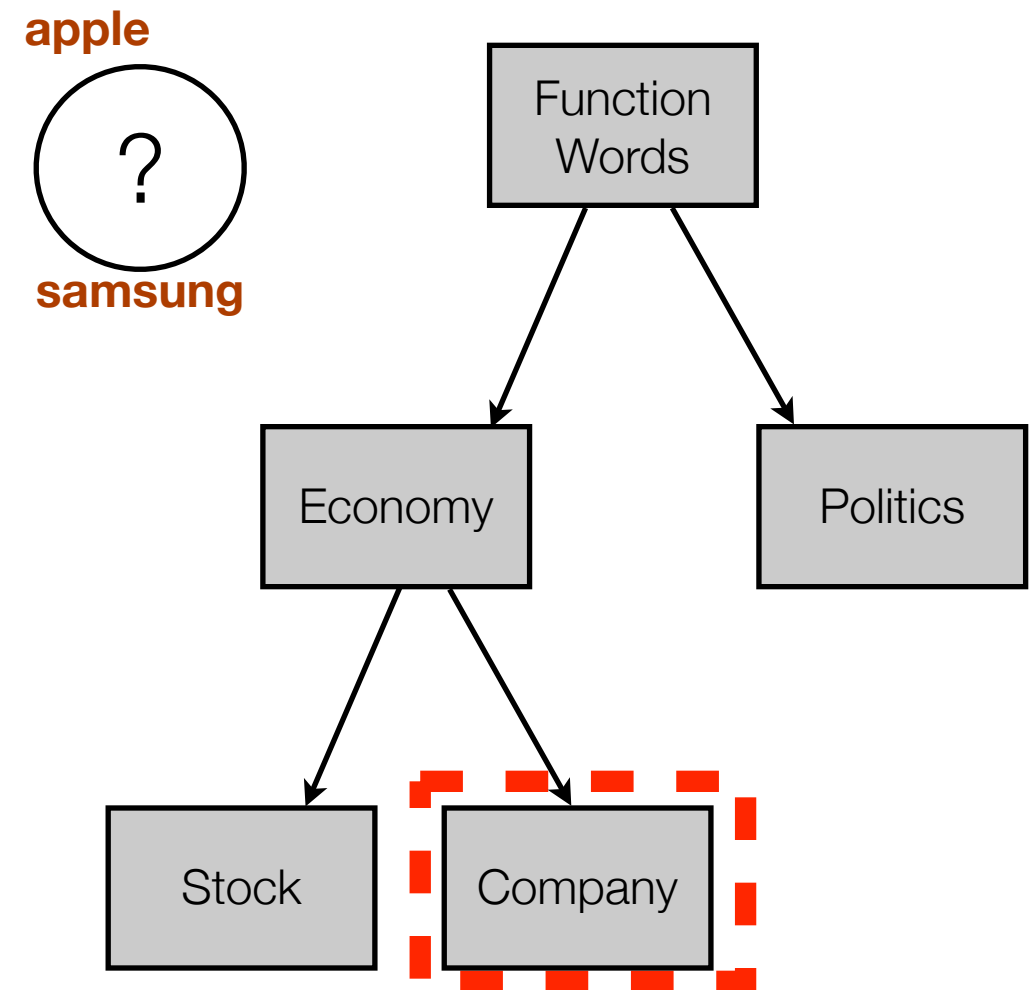 apple
?
samsung
Function
Words
Economy
Politics
Stock
Company